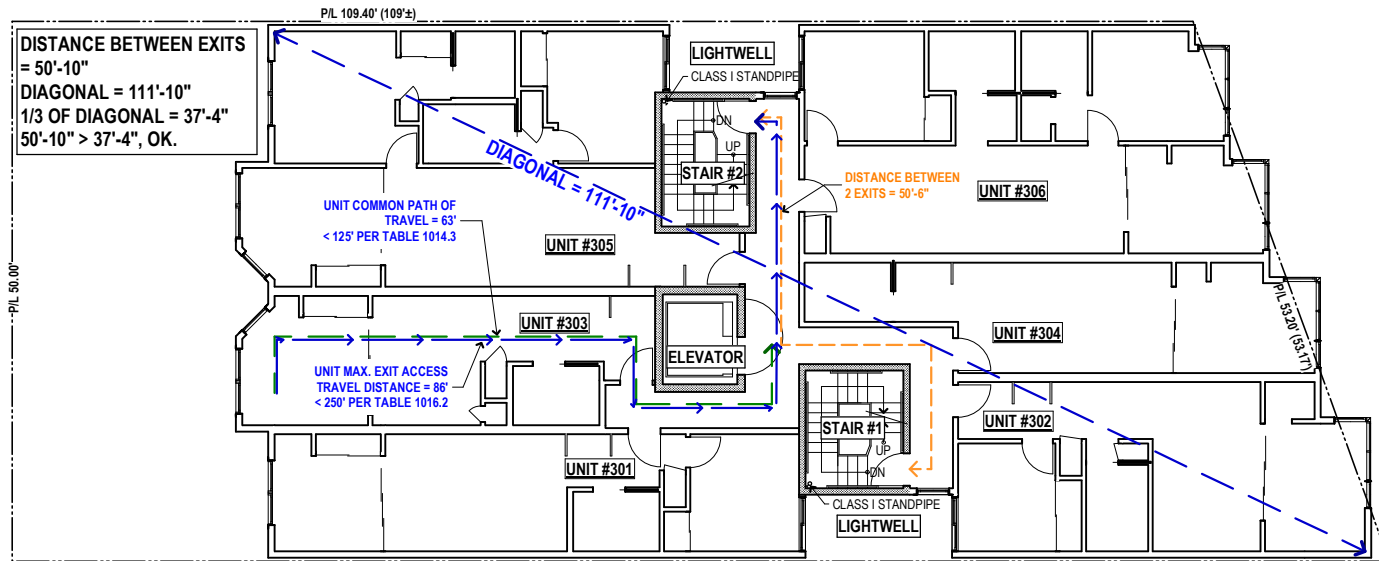 P/L 109.40' (109'±)
DISTANCE BETWEEN EXITS
= 50'-10"
DIAGONAL = 111'-10"
1/3 OF DIAGONAL = 37'-4"
50'-10" > 37'-4", OK.
LIGHTWELL
CLASS I STANDPIPE
DN
UP
STAIR #2
DIAGONAL = 111'-10"
DISTANCE BETWEEN
2 EXITS = 50'-6"
UNIT #306
UNIT COMMON PATH OF
TRAVEL = 63'
< 125' PER TABLE 1014.3
UNIT #305
P/L 50.00'
P/L 53.20' (53.17')
UNIT #303
UNIT #304
ELEVATOR
UNIT MAX. EXIT ACCESS
TRAVEL DISTANCE = 86'
< 250' PER TABLE 1016.2
STAIR #1
UNIT #302
UP
DN
UNIT #301
CLASS I STANDPIPE
LIGHTWELL